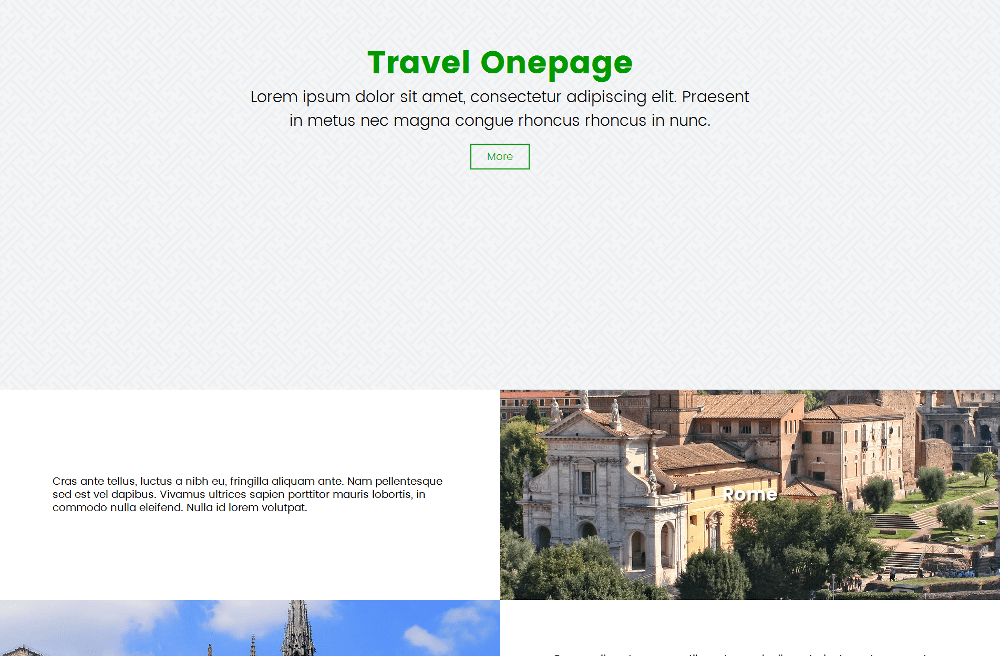 Travel Onepage
Lorem ipsum dolor sit amet, consectetur adipiscing elit. Praesent
in metus nec magna congue rhoncus rhoncus in nunc.
More
Cras ante tellus, luctus a nibh eu, fringilla aliquam ante. Nam pellentesque
sed est vel dapibus. Vivamus ultrices sapien porttitor mauris lobortis, in
commodo nulla eleifend. Nulla id lorem volutpat.
Rome